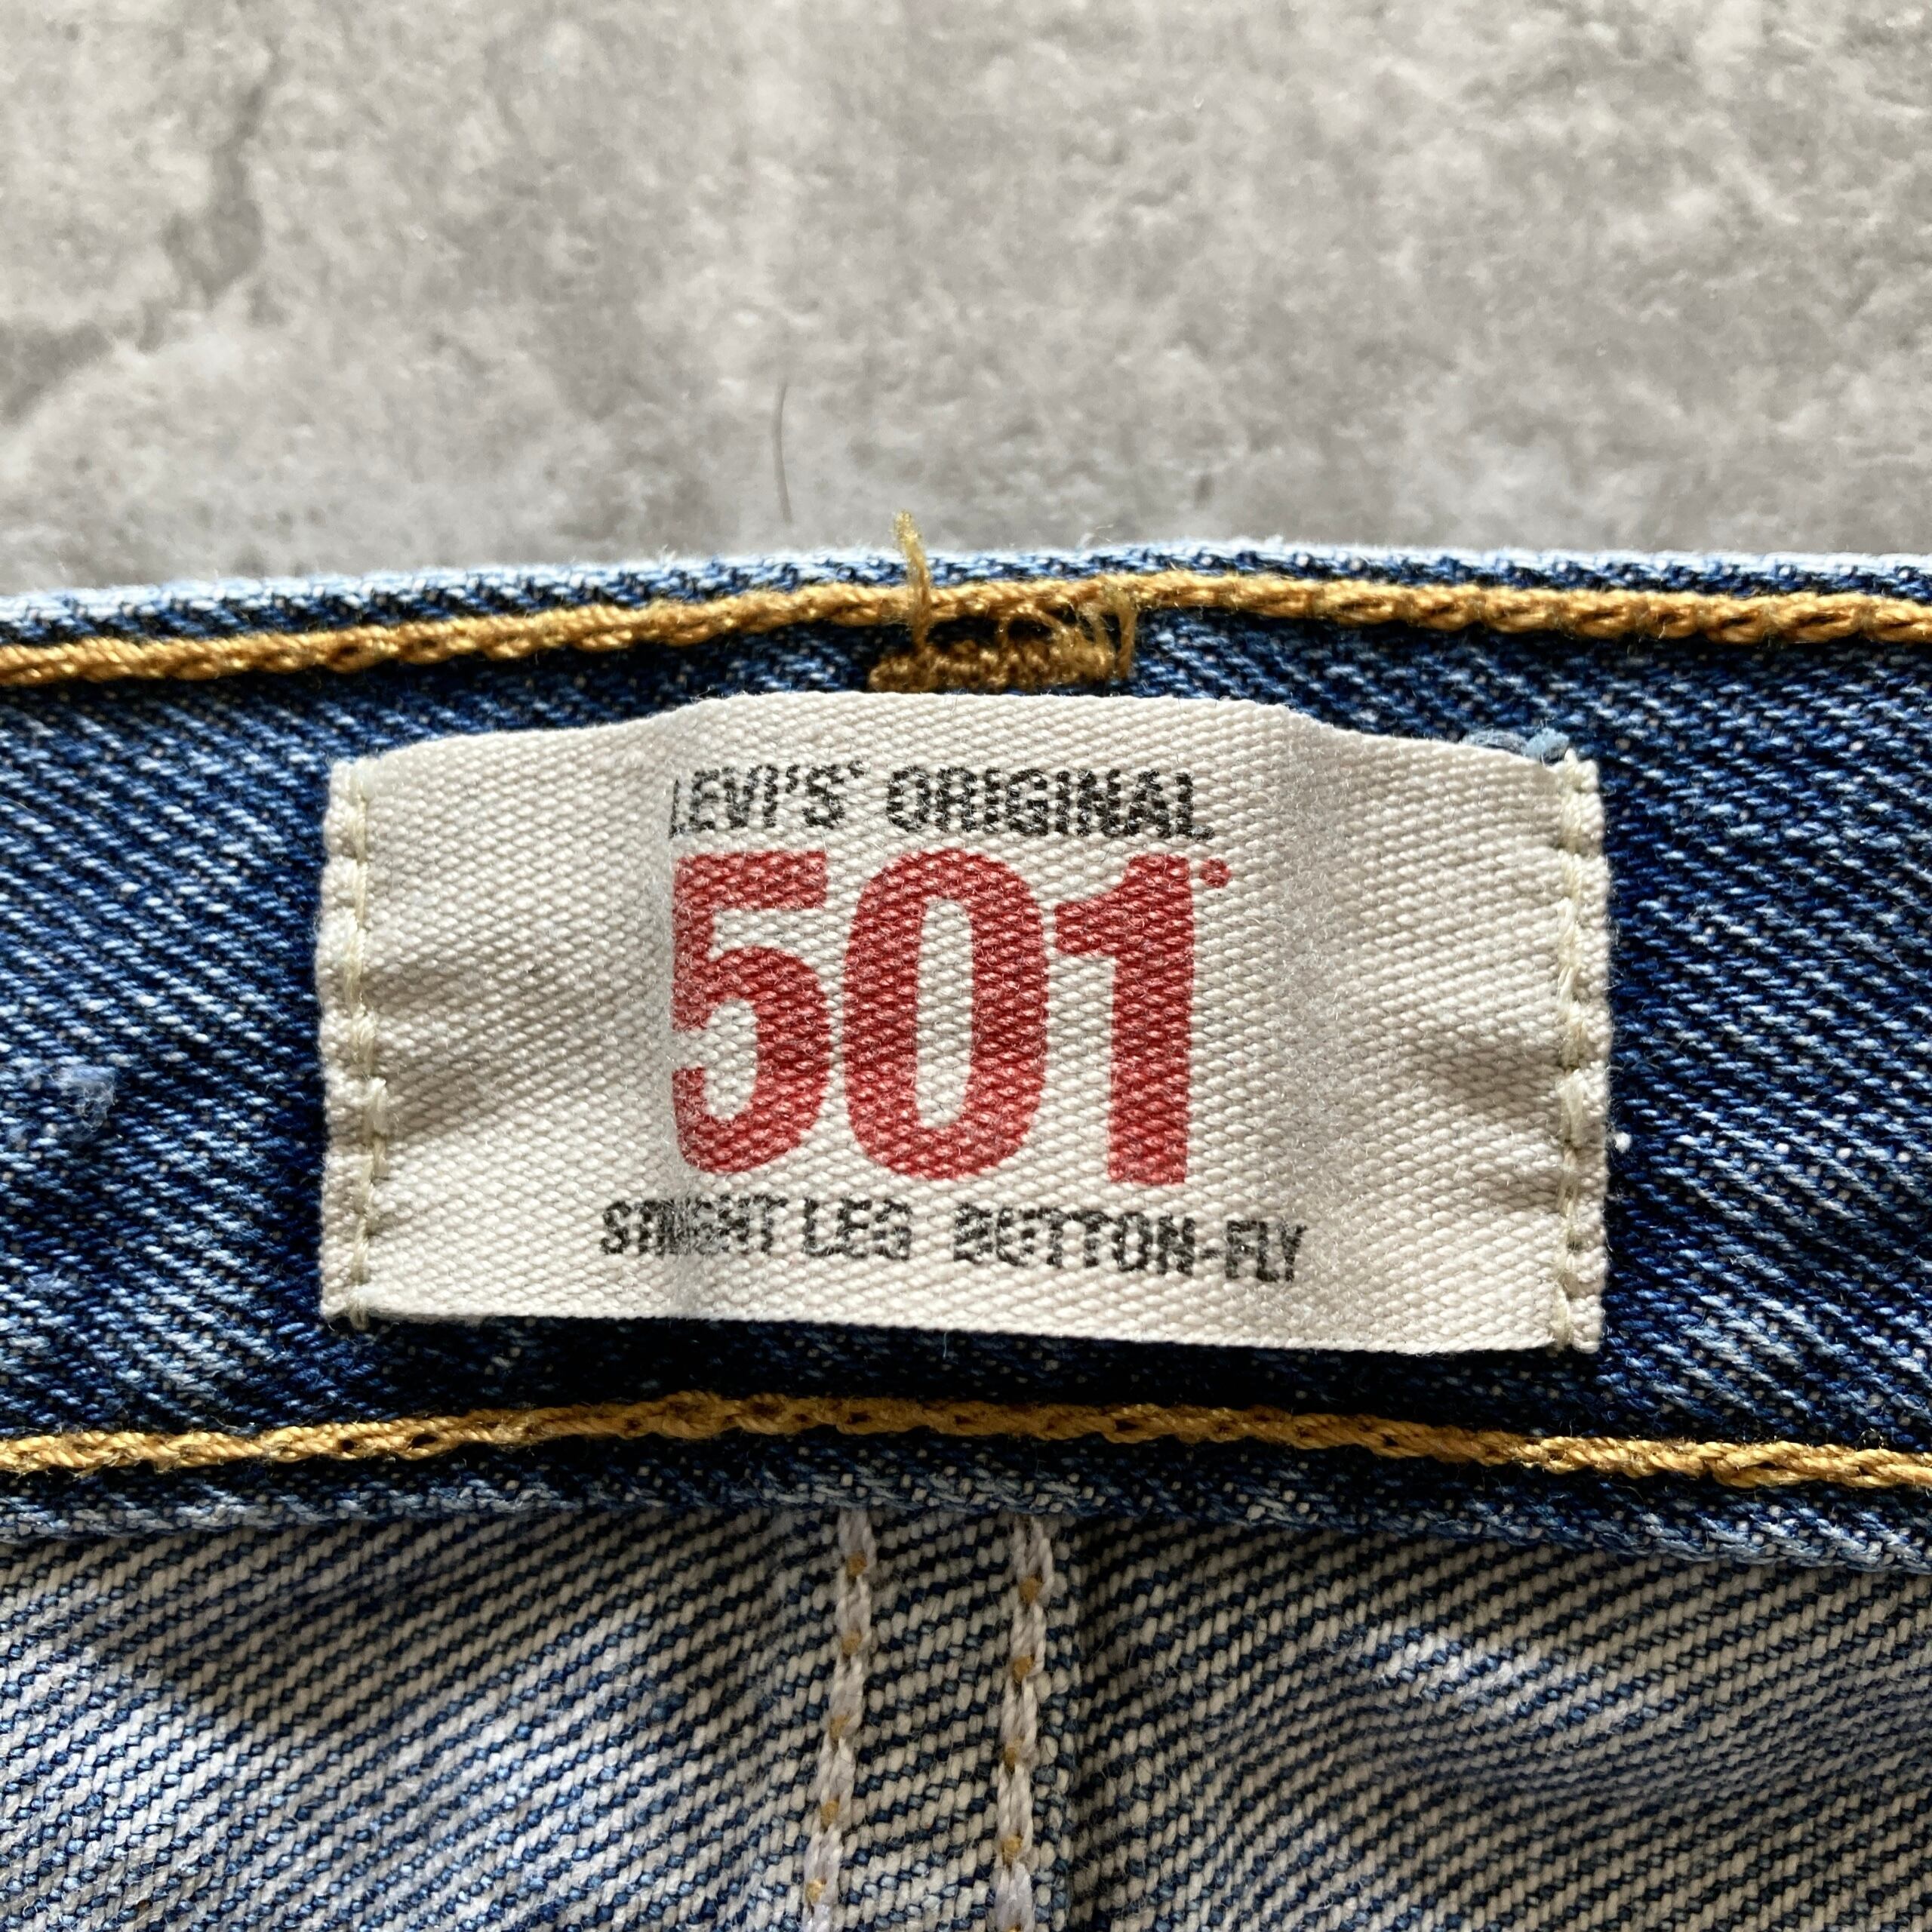 LEVI'S® ORIGINAL
501®
STRAIGHT LEG BUTTON-FLY